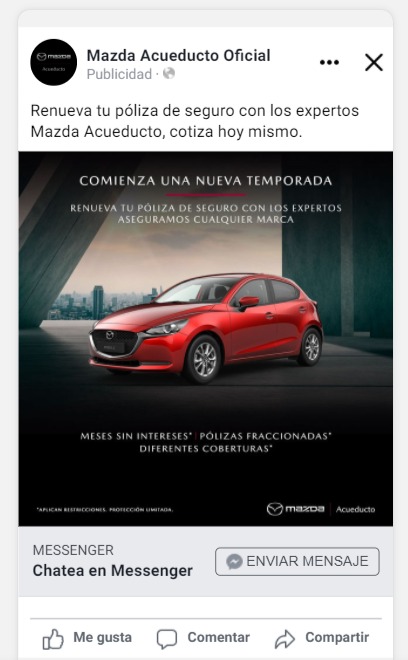 mazda
Acueducto
Mazda Acueducto Oficial
Publicidad ·
Renueva tu póliza de seguro con los expertos
Mazda Acueducto, cotiza hoy mismo.
COMIENZA UNA NUEVA TEMPORADA
RENUEVA TU PÓLIZA DE SEGURO CON LOS EXPERTOS
ASEGURAMOS CUALQUIER MARCA
MESES SIN INTERESES* | PÓLIZAS FRACCIONADAS*
DIFERENTES COBERTURAS*
*APLICAN RESTRICCIONES. PROTECCIÓN LIMITADA.
mazda | Acueducto
MESSENGER
Chatea en Messenger
ENVIAR MENSAJE
Me gusta Comentar Compartir